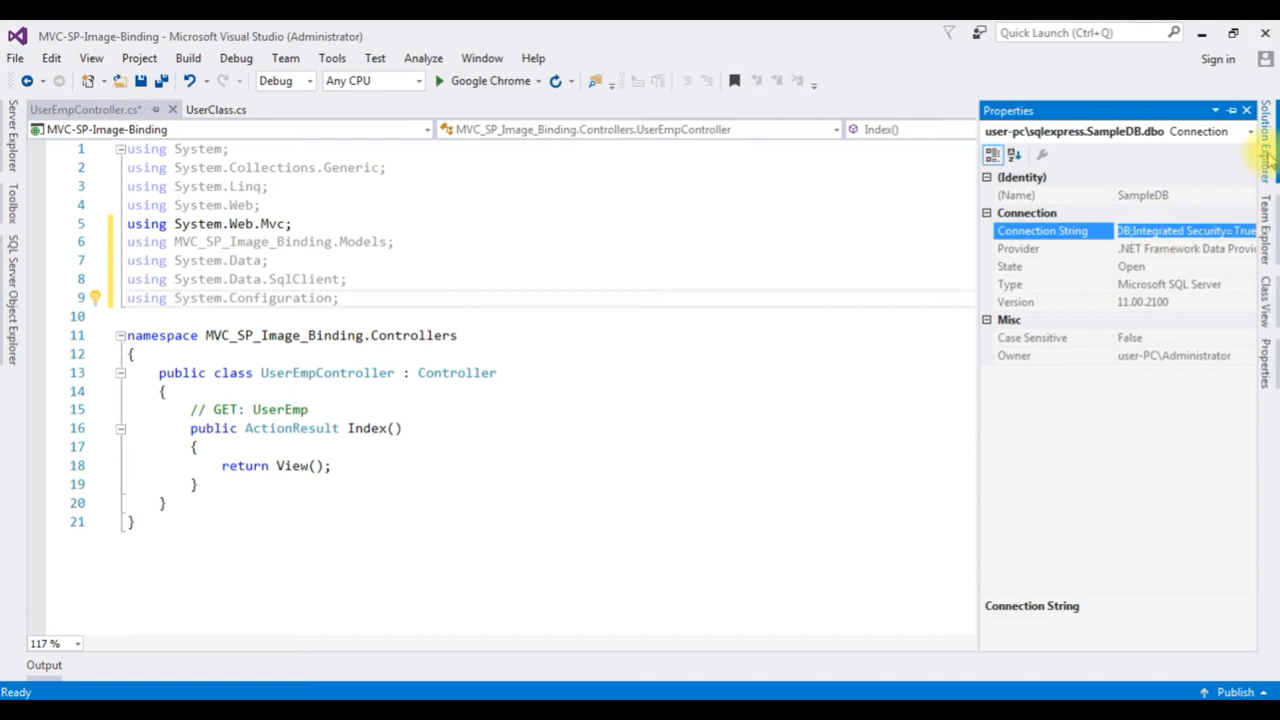 MVC-SP-Image-Binding - Microsoft Visual Studio (Administrator)
Quick Launch (Ctrl+Q)
File Edit View Project Build Debug Team Tools Test Analyze Window Help
Sign in
Debug Any CPU Google Chrome
UserEmpController.cs* UserClass.cs
MVC-SP-Image-Binding MVC_SP_Image_Binding.Controllers.UserEmpController Index()
1 using System;
2 using System.Collections.Generic;
3 using System.Linq;
4 using System.Web;
5 using System.Web.Mvc;
6 using MVC_SP_Image_Binding.Models;
7 using System.Data;
8 using System.Data.SqlClient;
9 using System.Configuration;
10
11 namespace MVC_SP_Image_Binding.Controllers
12 {
13 public class UserEmpController : Controller
14 {
15 // GET: UserEmp
16 public ActionResult Index()
17 {
18 return View();
19 }
20 }
21 }
117 %
Output
Ready
Publish
Server Explorer
Toolbox
SQL Server Object Explorer
Properties
user-pc\sqlexpress.SampleDB.dbo Connection
(Identity)
(Name) SampleDB
Connection
Connection String DB;Integrated Security=True
Provider .NET Framework Data Provi
State Open
Type Microsoft SQL Server
Version 11.00.2100
Misc
Case Sensitive False
Owner user-PC\Administrator
Connection String
Solution Explorer
Team Explorer
Class View
Properties